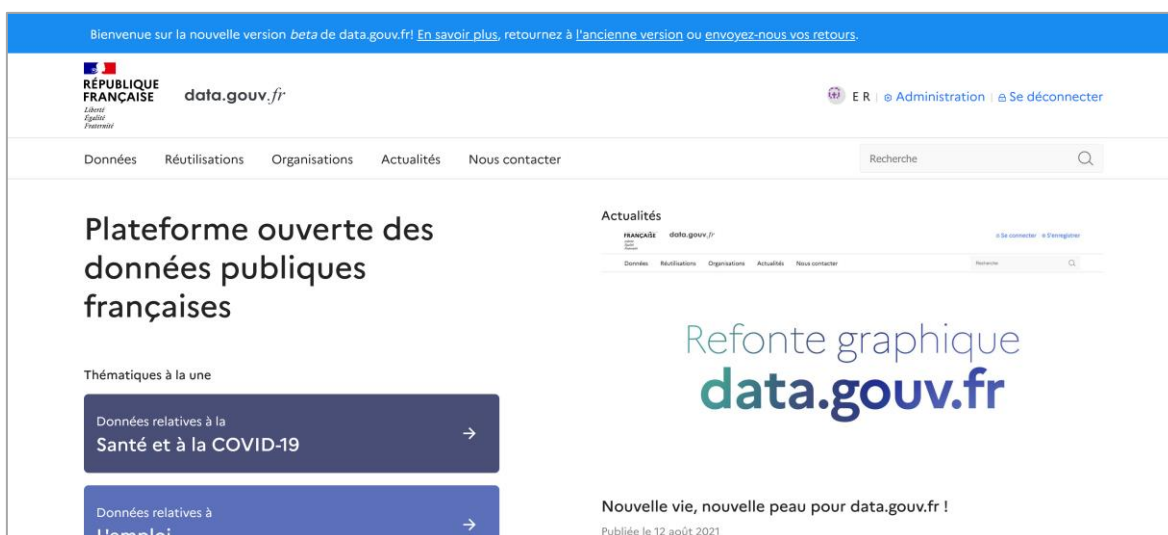 Bienvenue sur la nouvelle version beta de data.gouv.fr! En savoir plus, retournez à l'ancienne version ou envoyez-nous vos retours.
RÉPUBLIQUE
FRANÇAISE
Liberté
Égalité
Fraternité
data.gouv.fr
E R | Administration | Se déconnecter
Données Réutilisations Organisations Actualités Nous contacter Recherche
Plateforme ouverte des
données publiques
françaises
Thématiques à la une
Données relatives à la
Santé et à la COVID-19
Données relatives à
L'emploi
Actualités
FRANÇAISE data.gouv.fr Se connecter S'enregistrer
Données Réutilisations Organisations Actualités Nous contacter Recherche
Refonte graphique
data.gouv.fr
Nouvelle vie, nouvelle peau pour data.gouv.fr !
Publiée le 12 août 2021